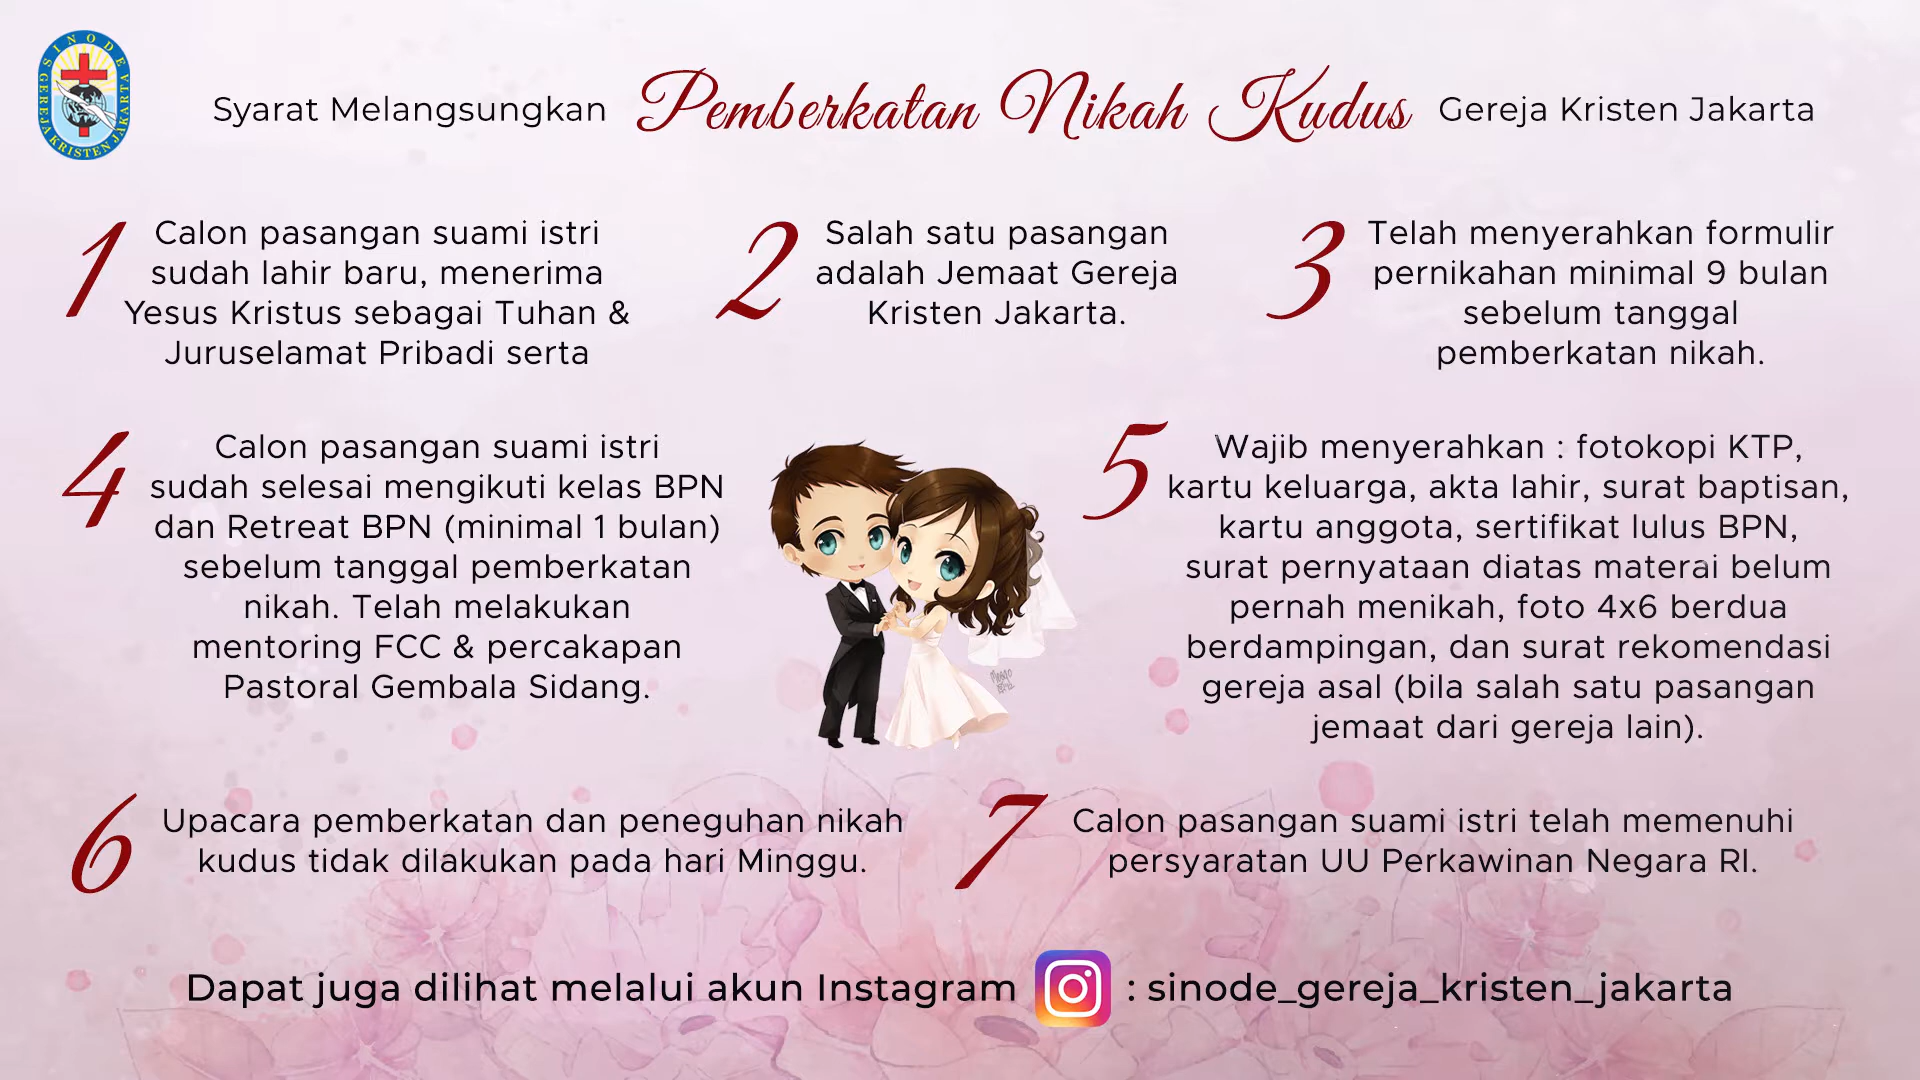 SINODE GEREJA KRISTEN JAKARTA
Syarat Melangsungkan Pemberkatan Nikah Kudus Gereja Kristen Jakarta
1
Calon pasangan suami istri
sudah lahir baru, menerima
Yesus Kristus sebagai Tuhan &
Juruselamat Pribadi serta
2
Salah satu pasangan
adalah Jemaat Gereja
Kristen Jakarta.
3
Telah menyerahkan formulir
pernikahan minimal 9 bulan
sebelum tanggal
pemberkatan nikah.
4
Calon pasangan suami istri
sudah selesai mengikuti kelas BPN
dan Retreat BPN (minimal 1 bulan)
sebelum tanggal pemberkatan
nikah. Telah melakukan
mentoring FCC & percakapan
Pastoral Gembala Sidang.
5
Wajib menyerahkan : fotokopi KTP,
kartu keluarga, akta lahir, surat baptisan,
kartu anggota, sertifikat lulus BPN,
surat pernyataan diatas materai belum
pernah menikah, foto 4x6 berdua
berdampingan, dan surat rekomendasi
gereja asal (bila salah satu pasangan
jemaat dari gereja lain).
6
Upacara pemberkatan dan peneguhan nikah
kudus tidak dilakukan pada hari Minggu.
7
Calon pasangan suami istri telah memenuhi
persyaratan UU Perkawinan Negara RI.
Dapat juga dilihat melalui akun Instagram : sinode_gereja_kristen_jakarta